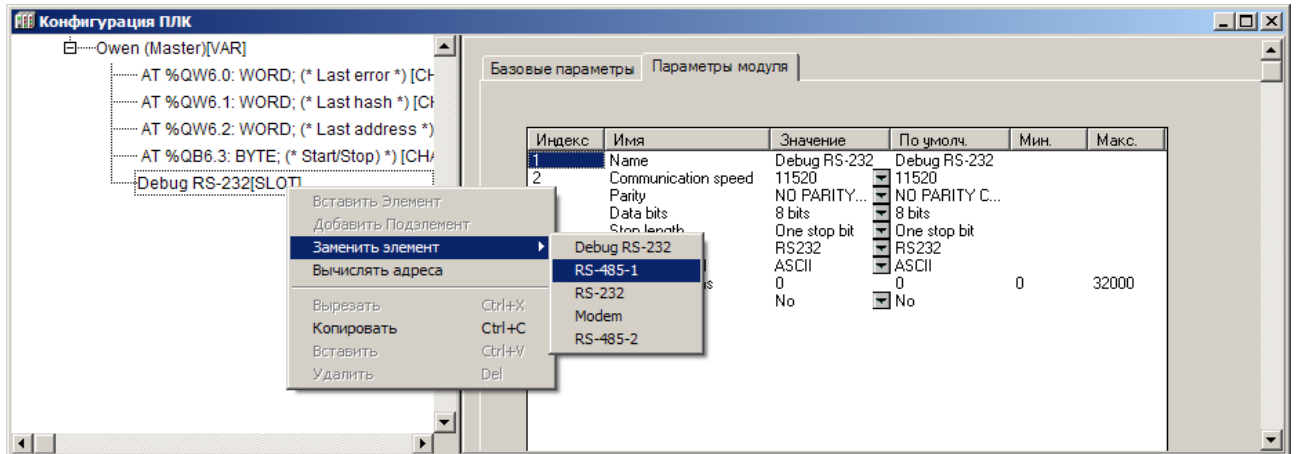 Конфигурация ПЛК
Owen (Master)[VAR]
AT %QW6.0: WORD; (* Last error *) [CH
AT %QW6.1: WORD; (* Last hash *) [CH
AT %QW6.2: WORD; (* Last address *)
AT %QB6.3: BYTE; (* Start/Stop) *) [CHA
Debug RS-232[SLOT]
Вставить Элемент
Добавить Подэлемент
Заменить элемент
Вычислять адреса
Вырезать Ctrl+X
Копировать Ctrl+C
Вставить Ctrl+V
Удалить Del
Debug RS-232
RS-485-1
RS-232
Modem
RS-485-2
Базовые параметры Параметры модуля
Индекс Имя Значение По умолч. Мин. Макс.
1 Name Debug RS-232 Debug RS-232
2 Communication speed 11520 11520
Parity NO PARITY... NO PARITY C...
Data bits 8 bits 8 bits
Stop length One stop bit One stop bit
RS232 RS232
ASCII ASCII
0 0 0 32000
No No